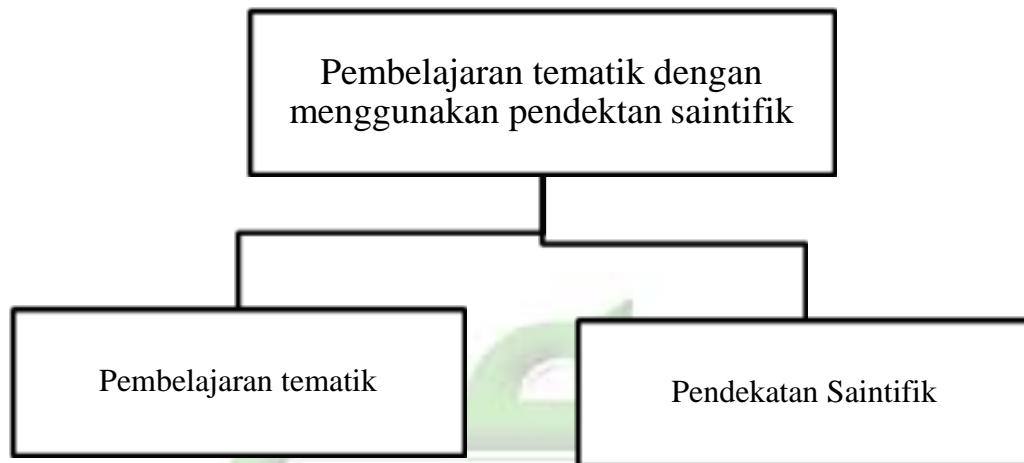 Pembelajaran tematik dengan
menggunakan pendektan saintifik
Pembelajaran tematik
Pendekatan Saintifik